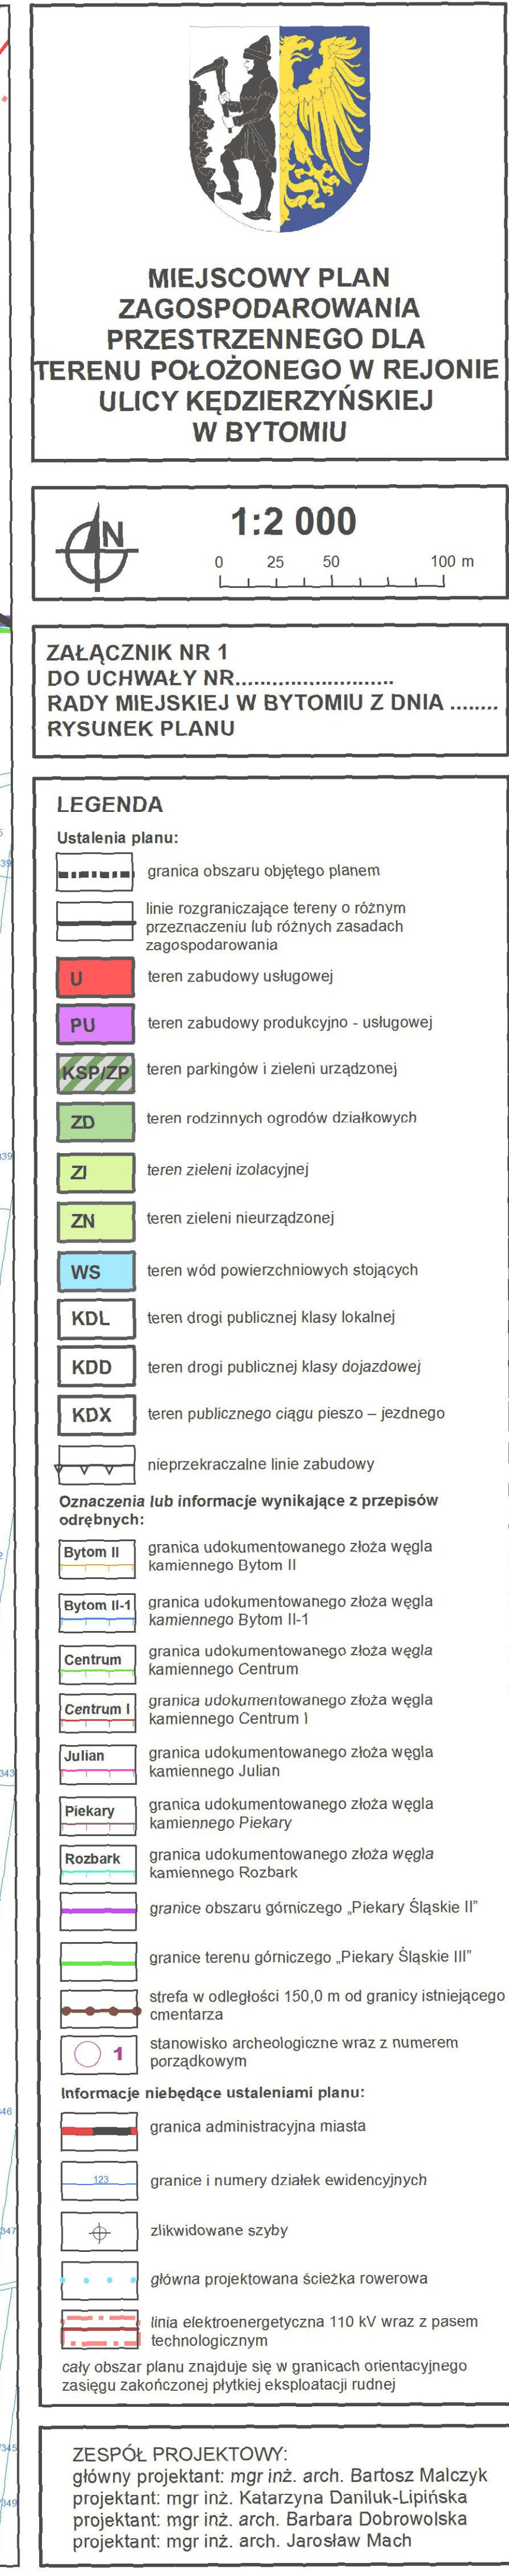 MIEJSCOWY PLAN
ZAGOSPODAROWANIA
PRZESTRZENNEGO DLA
TERENU POŁOŻONEGO W REJONIE
ULICY KĘDZIERZYŃSKIEJ
W BYTOMIU
N
1:2 000
0 25 50 100 m
ZAŁĄCZNIK NR 1
DO UCHWAŁY NR..........................
RADY MIEJSKIEJ W BYTOMIU Z DNIA ........
RYSUNEK PLANU
LEGENDA
Ustalenia planu:
granica obszaru objętego planem
linie rozgraniczające tereny o różnym
przeznaczeniu lub różnych zasadach
zagospodarowania
U teren zabudowy usługowej
PU teren zabudowy produkcyjno - usługowej
KSP/ZP teren parkingów i zieleni urządzonej
ZD teren rodzinnych ogrodów działkowych
ZI teren zieleni izolacyjnej
ZN teren zieleni nieurządzonej
WS teren wód powierzchniowych stojących
KDL teren drogi publicznej klasy lokalnej
KDD teren drogi publicznej klasy dojazdowej
KDX teren publicznego ciągu pieszo – jezdnego
nieprzekraczalne linie zabudowy
Oznaczenia lub informacje wynikające z przepisów
odrębnych:
Bytom II granica udokumentowanego złoża węgla
kamiennego Bytom II
Bytom II-1 granica udokumentowanego złoża węgla
kamiennego Bytom II-1
Centrum granica udokumentowanego złoża węgla
kamiennego Centrum
Centrum I granica udokumentowanego złoża węgla
kamiennego Centrum I
Julian granica udokumentowanego złoża węgla
kamiennego Julian
Piekary granica udokumentowanego złoża węgla
kamiennego Piekary
Rozbark granica udokumentowanego złoża węgla
kamiennego Rozbark
granice obszaru górniczego „Piekary Śląskie II”
granice terenu górniczego „Piekary Śląskie III”
strefa w odległości 150,0 m od granicy istniejącego
cmentarza
1 stanowisko archeologiczne wraz z numerem
porządkowym
Informacje niebędące ustaleniami planu:
granica administracyjna miasta
123 granice i numery działek ewidencyjnych
zlikwidowane szyby
główna projektowana ścieżka rowerowa
linia elektroenergetyczna 110 kV wraz z pasem
technologicznym
cały obszar planu znajduje się w granicach orientacyjnego
zasięgu zakończonej płytkiej eksploatacji rudnej
ZESPÓŁ PROJEKTOWY:
główny projektant: mgr inż. arch. Bartosz Malczyk
projektant: mgr inż. Katarzyna Daniluk-Lipińska
projektant: mgr inż. arch. Barbara Dobrowolska
projektant: mgr inż. arch. Jarosław Mach